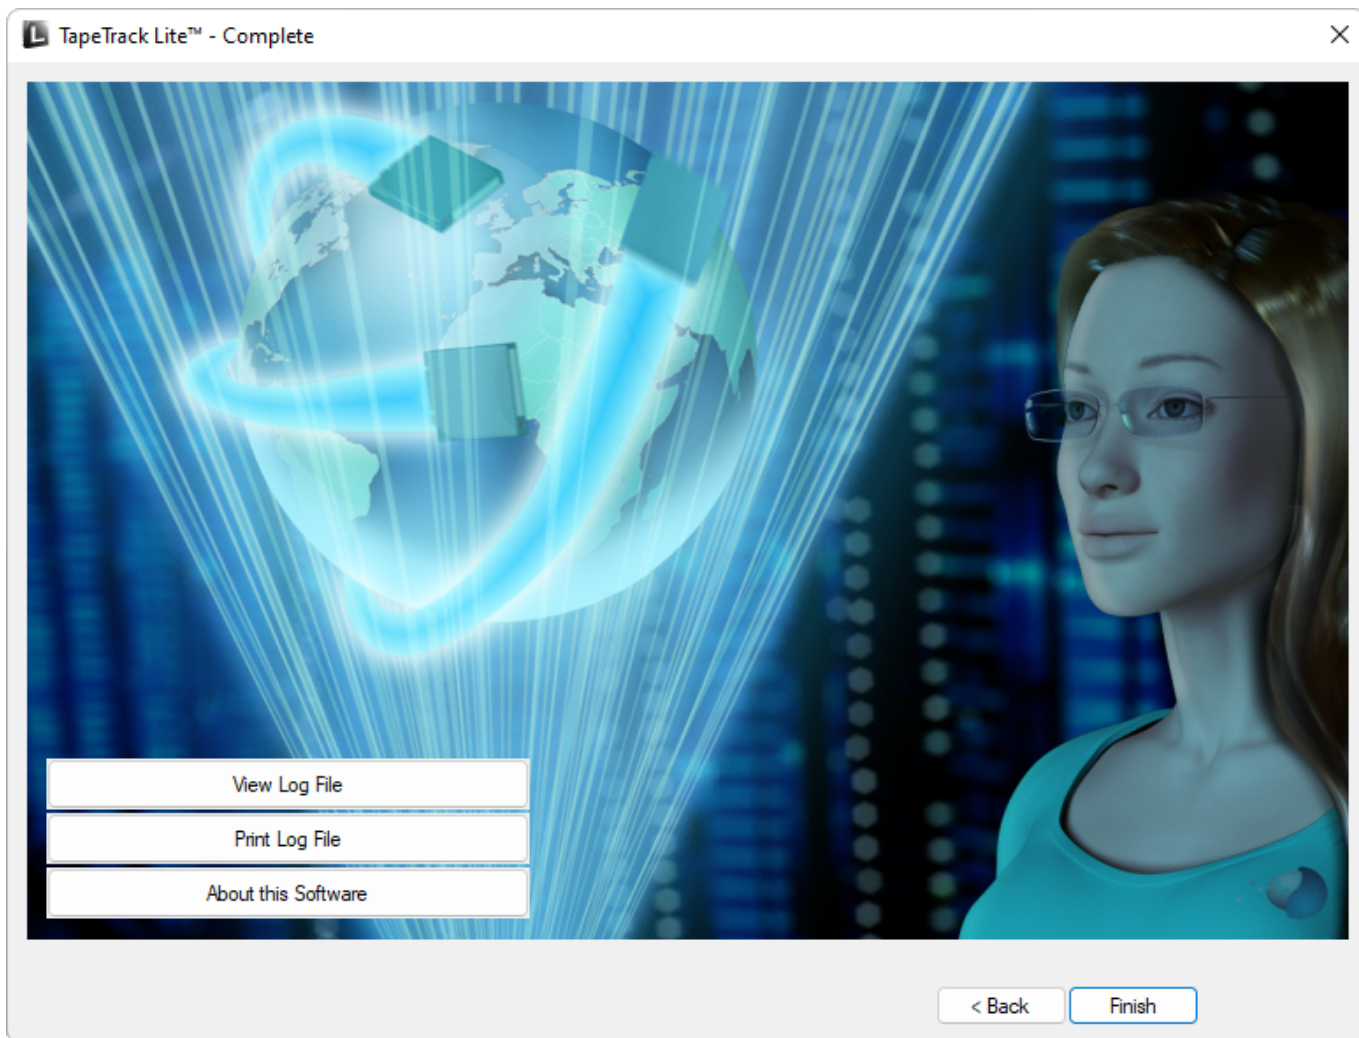 TapeTrack Lite™ - Complete
View Log File
Print Log File
About this Software
< Back
Finish